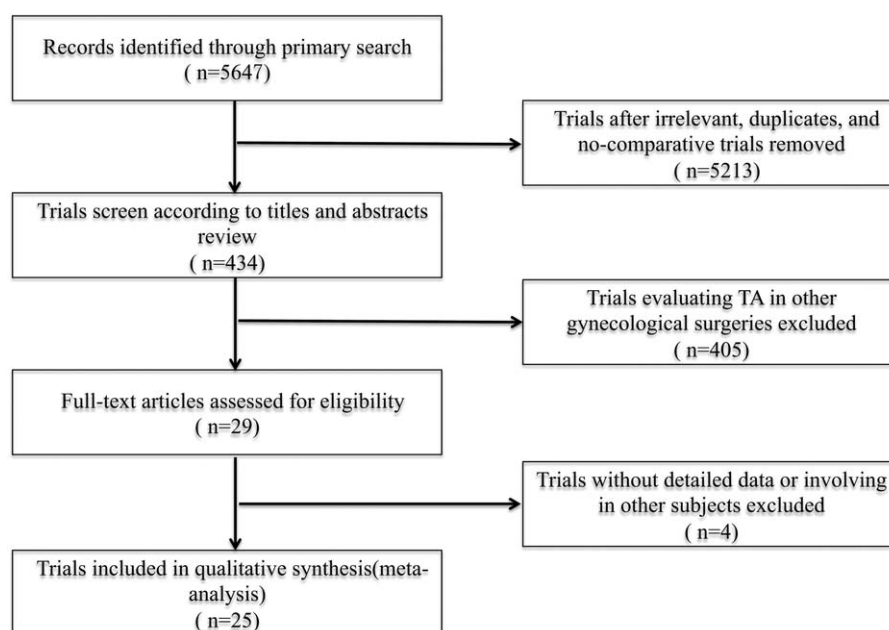 Records identified through primary search
( n=5647)
Trials after irrelevant, duplicates, and
no-comparative trials removed
( n=5213)
Trials screen according to titles and abstracts
review
( n=434)
Trials evaluating TA in other
gynecological surgeries excluded
( n=405)
Full-text articles assessed for eligibility
( n=29)
Trials without detailed data or involving
in other subjects excluded
( n=4)
Trials included in qualitative synthesis(meta-
analysis)
( n=25)